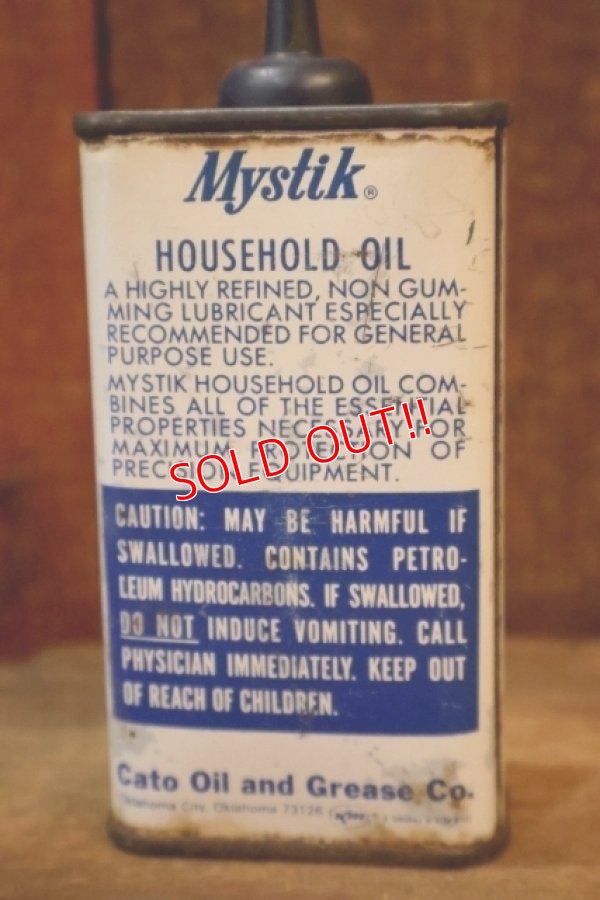 Mystik®
HOUSEHOLD OIL
A HIGHLY REFINED, NON GUM-
MING LUBRICANT ESPECIALLY
RECOMMENDED FOR GENERAL
PURPOSE USE.
MYSTIK HOUSEHOLD OIL COM-
BINES ALL OF THE ESSENTIAL
PROPERTIES NECESSARY FOR
MAXIMUM PROTECTION OF
PRECISION EQUIPMENT.
SOLD OUT!!
CAUTION: MAY BE HARMFUL IF
SWALLOWED. CONTAINS PETRO-
LEUM HYDROCARBONS. IF SWALLOWED,
DO NOT INDUCE VOMITING. CALL
PHYSICIAN IMMEDIATELY. KEEP OUT
OF REACH OF CHILDREN.
Cato Oil and Grease Co.
Oklahoma City, Oklahoma 73126